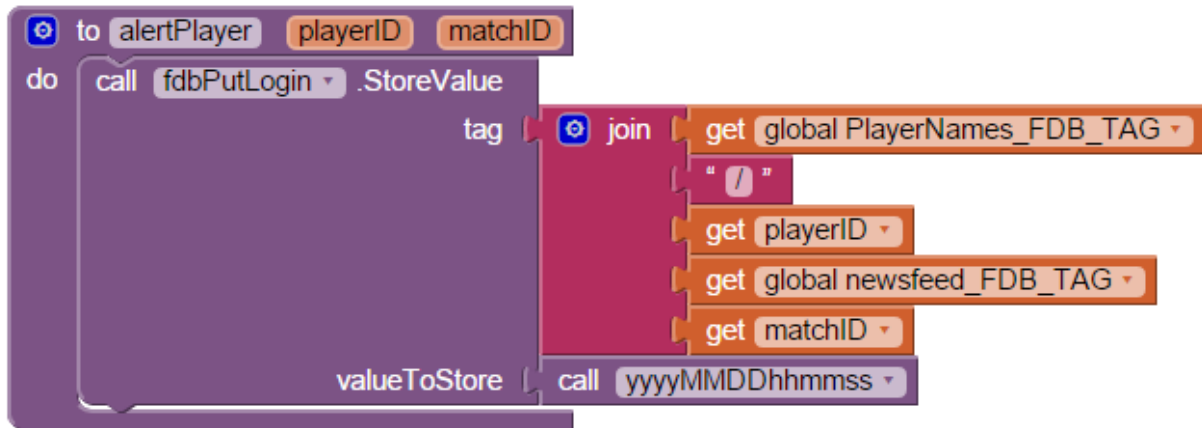 to alertPlayer playerID matchID
do call fdbPutLogin .StoreValue
tag join get global PlayerNames_FDB_TAG
" / "
get playerID
get global newsfeed_FDB_TAG
get matchID
valueToStore call yyyyMMDDhhmmss